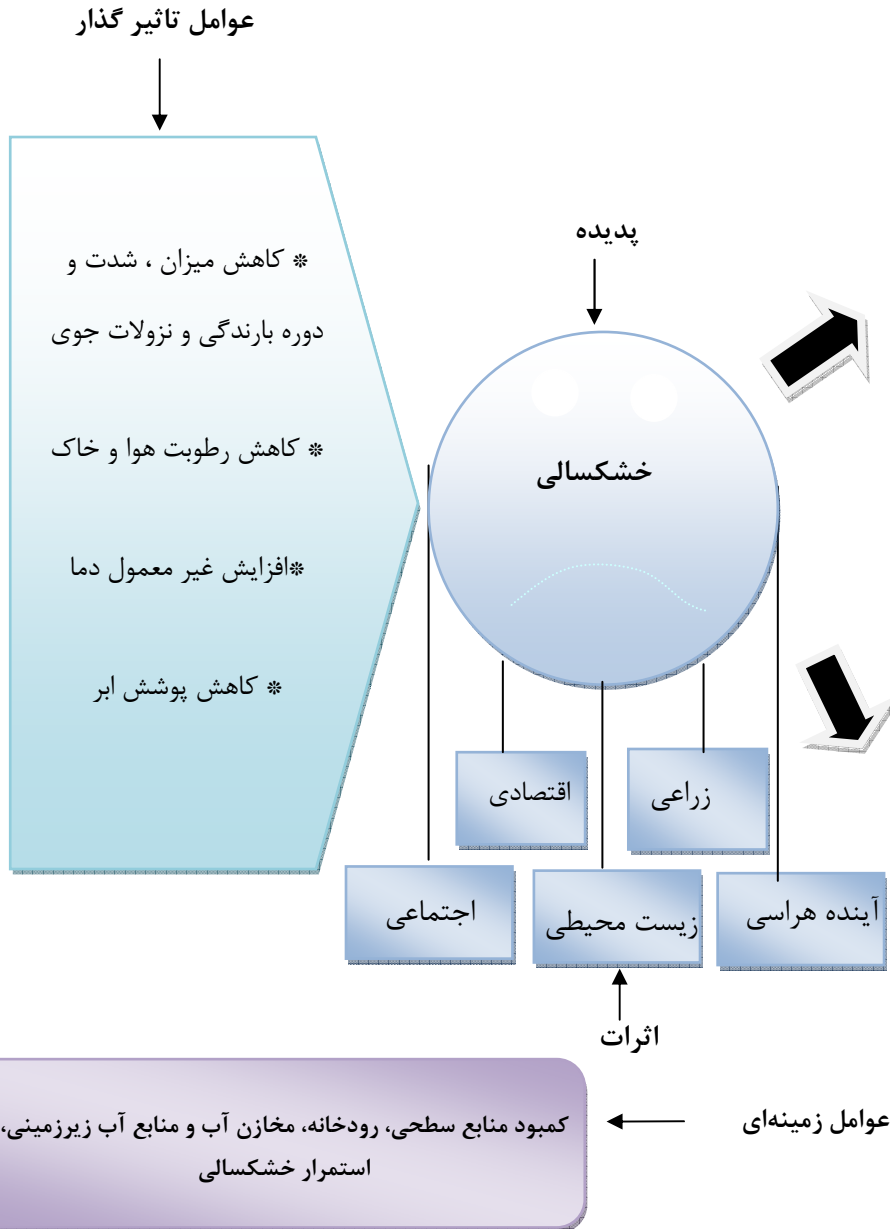 عوامل تاثیر گذار
* کاهش میزان ، شدت و
دوره بارندگی و نزولات جوی
* کاهش رطوبت هوا و خاک
*افزایش غیر معمول دما
* کاهش پوشش ابر
پدیده
خشکسالی
زراعی
اقتصادی
آینده هراسی
زیست محیطی
اجتماعی
اثرات
عوامل زمینه‌ای
کمبود منابع سطحی، رودخانه، مخازن آب و منابع آب زیرزمینی،
استمرار خشکسالی